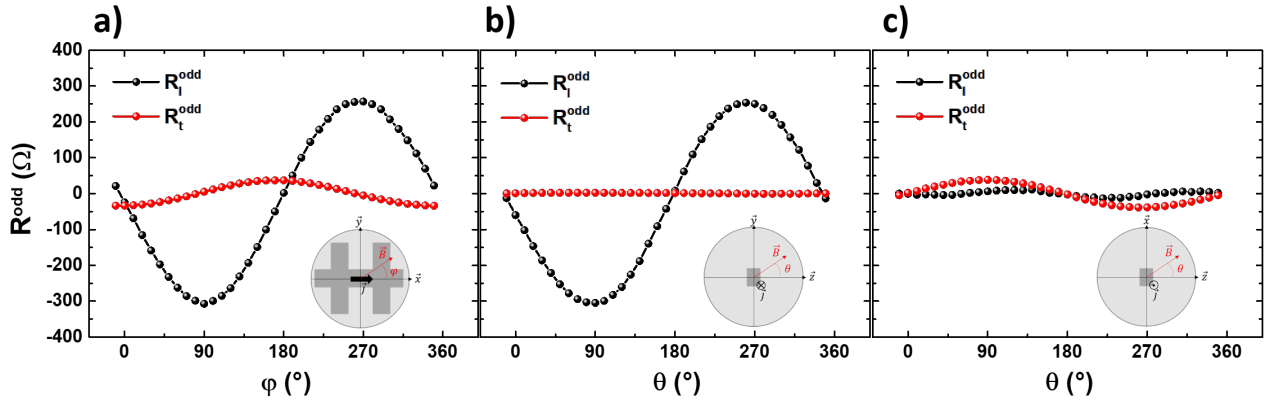 a)
b)
c)
R^odd (Ω)
400
300
200
100
0
-100
-200
-300
-400
R_l^odd
R_t^odd
R_l^odd
R_t^odd
R_l^odd
R_t^odd
y⃗
B⃗
φ
x⃗
j⃗
y⃗
B⃗
θ
z⃗
j⃗
x⃗
B⃗
θ
z⃗
j⃗
0 90 180 270 360
0 90 180 270 360
0 90 180 270 360
φ (°)
θ (°)
θ (°)